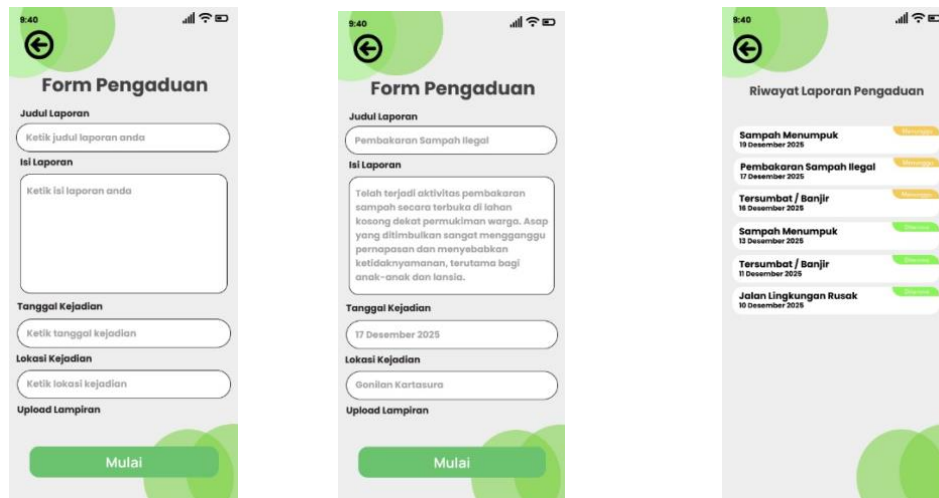 9:40
Form Pengaduan
Judul Laporan
Ketik judul laporan anda
Isi Laporan
Ketik isi laporan anda
Tanggal Kejadian
Ketik tanggal kejadian
Lokasi Kejadian
Ketik lokasi kejadian
Upload Lampiran
Mulai
9:40
Form Pengaduan
Judul Laporan
Pembakaran Sampah Ilegal
Isi Laporan
Telah terjadi aktivitas pembakaran
sampah secara terbuka di lahan
kosong dekat permukiman warga. Asap
yang ditimbulkan sangat mengganggu
pernapasan dan menyebabkan
ketidaknyamanan, terutama bagi
anak-anak dan lansia.
Tanggal Kejadian
17 Desember 2025
Lokasi Kejadian
Gonilan Kartasura
Upload Lampiran
Mulai
9:40
Riwayat Laporan Pengaduan
Sampah Menumpuk
Menunggu
19 Desember 2025
Pembakaran Sampah Ilegal
Menunggu
17 Desember 2025
Tersumbat / Banjir
Menunggu
16 Desember 2025
Sampah Menumpuk
13 Desember 2025
Tersumbat / Banjir
11 Desember 2025
Jalan Lingkungan Rusak
10 Desember 2025